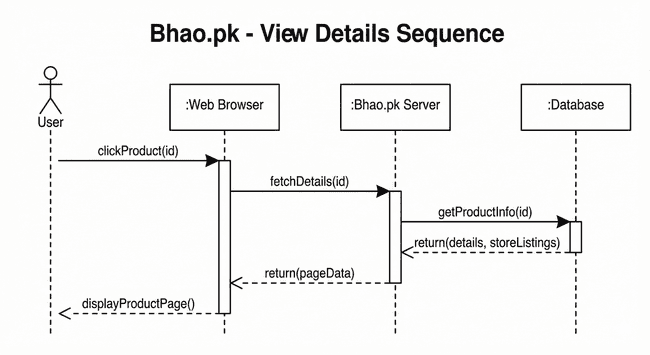 Bhao.pk - View Details Sequence
User
:Web Browser
:Bhao.pk Server
:Database
clickProduct(id)
fetchDetails(id)
getProductInfo(id)
return(details, storeListings)
return(pageData)
displayProductPage()